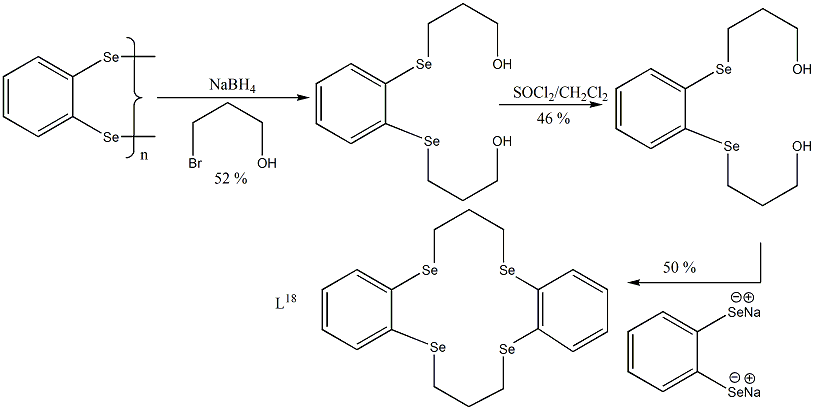 Se
Se
n
NaBH4
Br
OH
52 %
Se
OH
Se
OH
SOCl2/CH2Cl2
46 %
Se
OH
Se
OH
50 %
⊖⊕
SeNa
⊖⊕
SeNa
L18
Se
Se
Se
Se